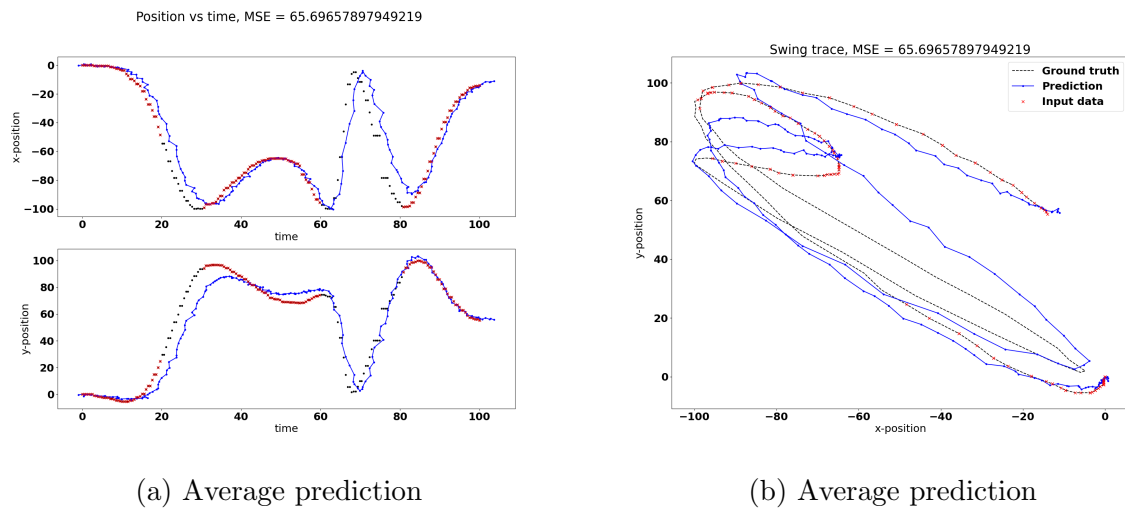 Position vs time, MSE = 65.69657897949219
0
−20
−40
−60
−80
−100
x-position
0 20 40 60 80 100
time
100
80
60
40
20
0
y-position
0 20 40 60 80 100
time
(a) Average prediction
Swing trace, MSE = 65.69657897949219
Ground truth
Prediction
Input data
100
80
60
40
20
0
y-position
−100 −80 −60 −40 −20 0
x-position
(b) Average prediction